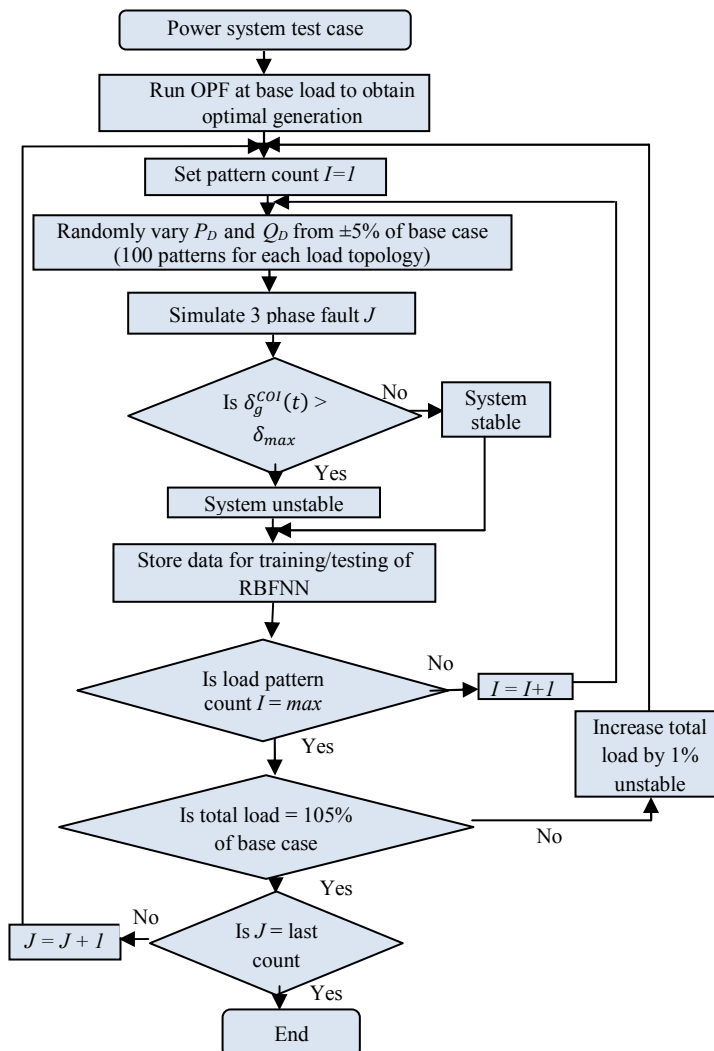 Power system test case
Run OPF at base load to obtain
optimal generation
Set pattern count I=1
Randomly vary P_D and Q_D from ±5% of base case
(100 patterns for each load topology)
Simulate 3 phase fault J
Is δ_g^{COI}(t) >
δ_{max}
No
System
stable
Yes
System unstable
Store data for training/testing of
RBFNN
Is load pattern
count I = max
No
I = I+1
Yes
Increase total
load by 1%
unstable
Is total load = 105%
of base case
No
Yes
Is J = last
count
No
J = J + 1
Yes
End